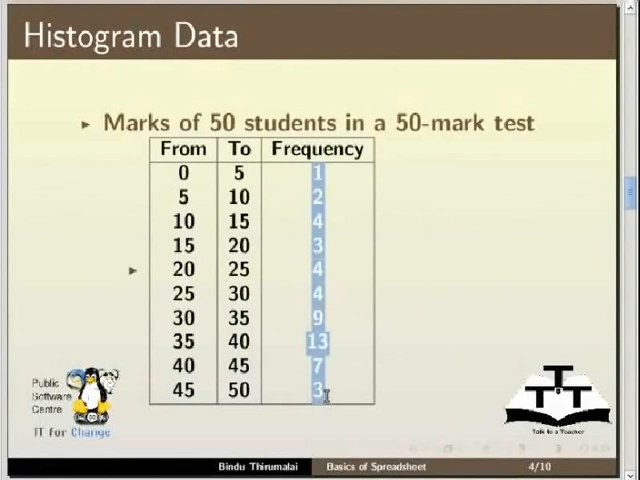 Histogram Data
Marks of 50 students in a 50-mark test
From To Frequency
0 5 1
5 10 2
10 15 4
15 20 3
20 25 4
25 30 4
30 35 9
35 40 13
40 45 7
45 50 3
Public
Software
Centre
IT for Change
TTT
Talk to a Teacher
Bindu Thirumalai Basics of Spreadsheet 4/10